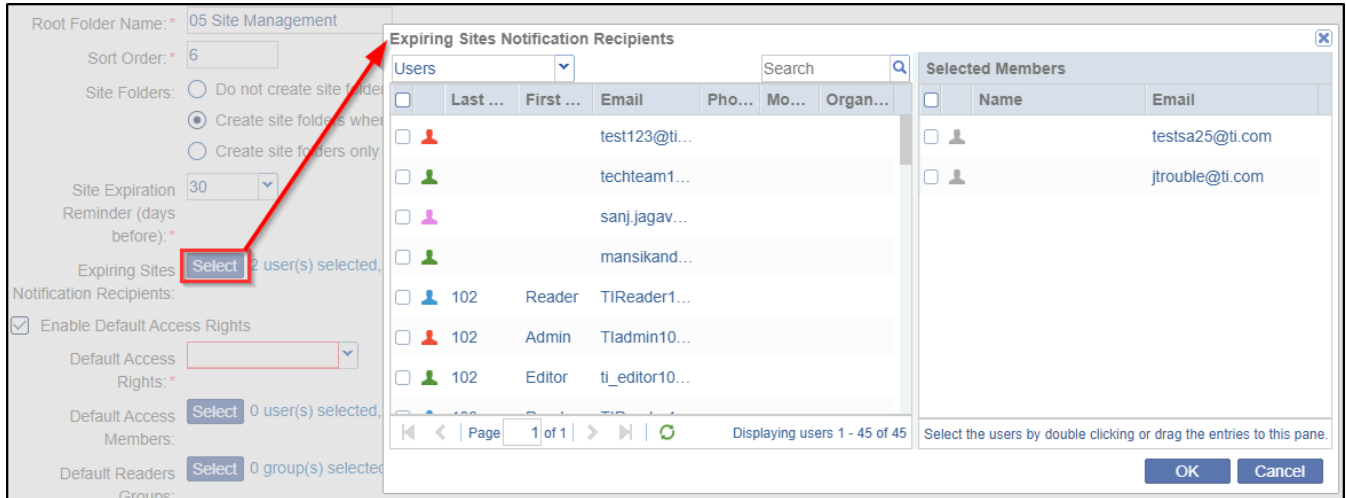 Root Folder Name: * 05 Site Management
Sort Order: * 6
Site Folders: Do not create site folder
Create site folders wher
Create site folders only
Site Expiration 30
Reminder (days
before): *
Expiring Sites Select 2 user(s) selected,
Notification Recipients:
Enable Default Access Rights
Default Access
Rights: *
Default Access Select 0 user(s) selected,
Members:
Default Readers Select 0 group(s) selected
Groups:
Expiring Sites Notification Recipients
Users Search
Last ... First ... Email Pho... Mo... Organ...
test123@ti...
techteam1...
sanj.jagav...
mansikand...
102 Reader TIReader1...
102 Admin TIadmin10...
102 Editor ti_editor10...
Page 1 of 1 Displaying users 1 - 45 of 45
Selected Members
Name Email
testsa25@ti.com
jtrouble@ti.com
Select the users by double clicking or drag the entries to this pane.
OK Cancel